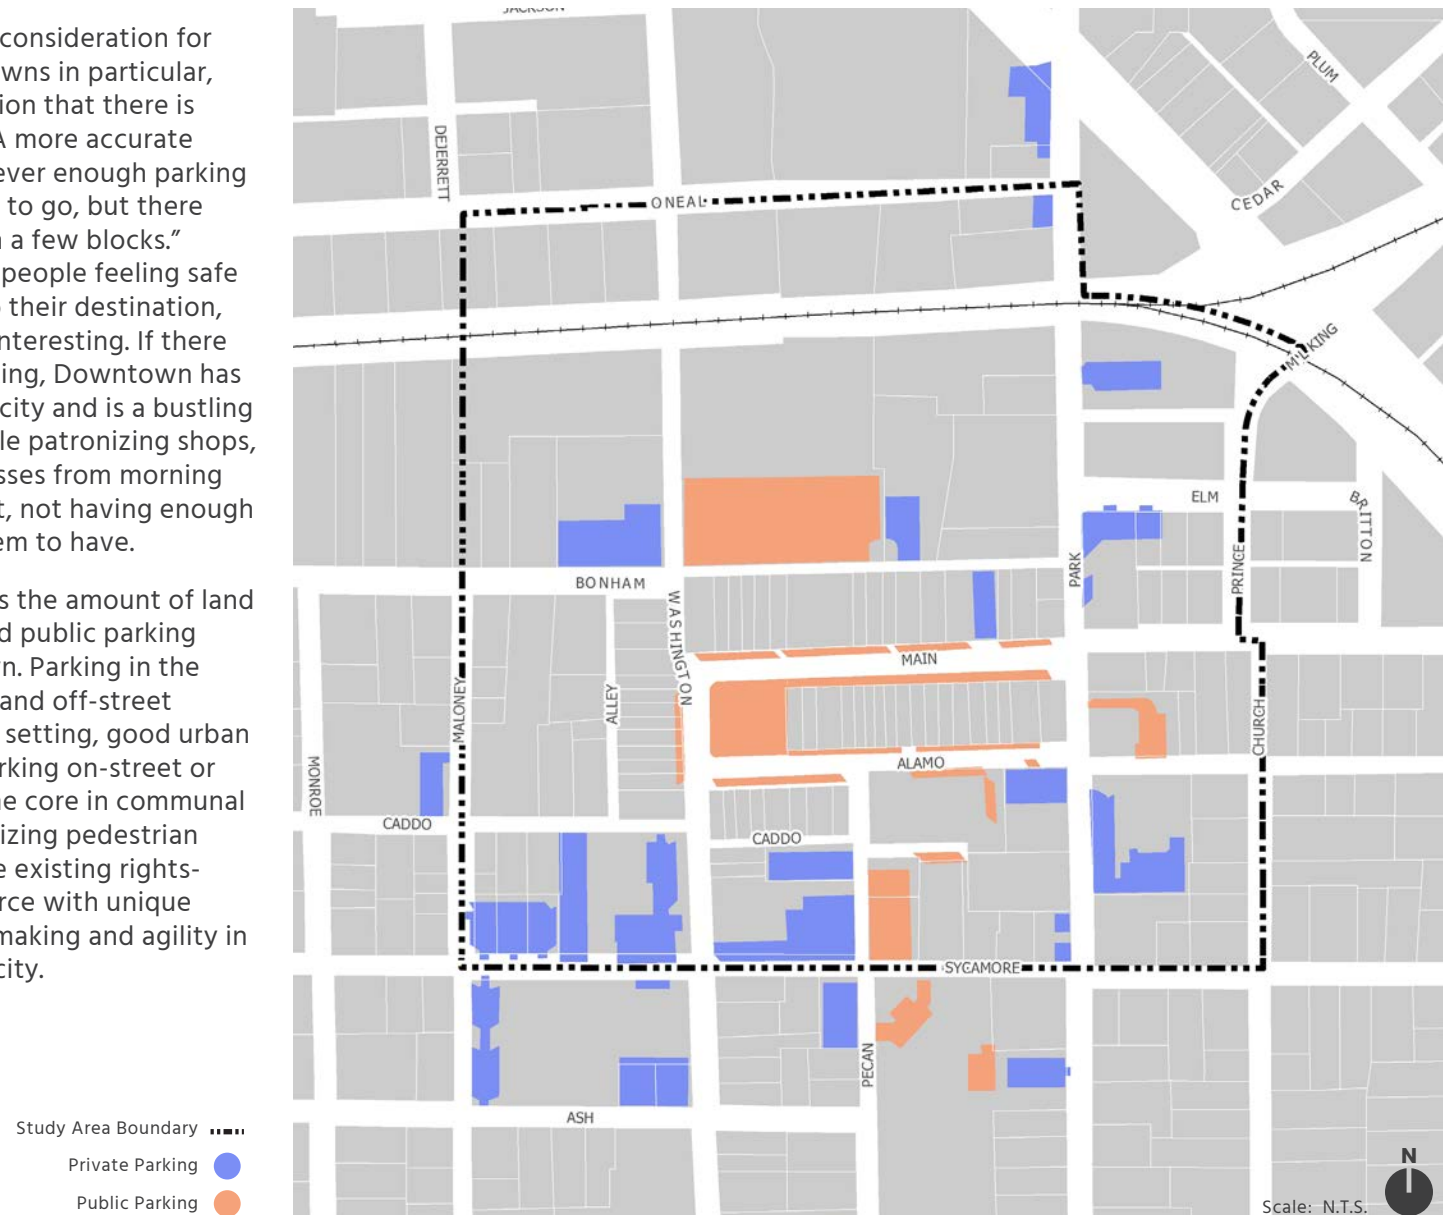 consideration for
wns in particular,
ion that there is
A more accurate
ever enough parking
to go, but there
a few blocks.”
people feeling safe
their destination,
nteresting. If there
ing, Downtown has
city and is a bustling
le patronizing shops,
sses from morning
t, not having enough
em to have.
s the amount of land
d public parking
n. Parking in the
and off-street
setting, good urban
rking on-street or
e core in communal
izing pedestrian
e existing rights-
rce with unique
making and agility in
city.
Study Area Boundary
Private Parking
Public Parking
JACKSON
PLUM
DEJERRETT
CEDAR
ONEAL
M L KING
ELM
BRITTON
PARK
PRINCE
BONHAM
WASHINGTON
MAIN
MALONEY
ALLEY
CHURCH
MONROE
ALAMO
CADDO
CADDO
SYCAMORE
PECAN
ASH
N
Scale: N.T.S.